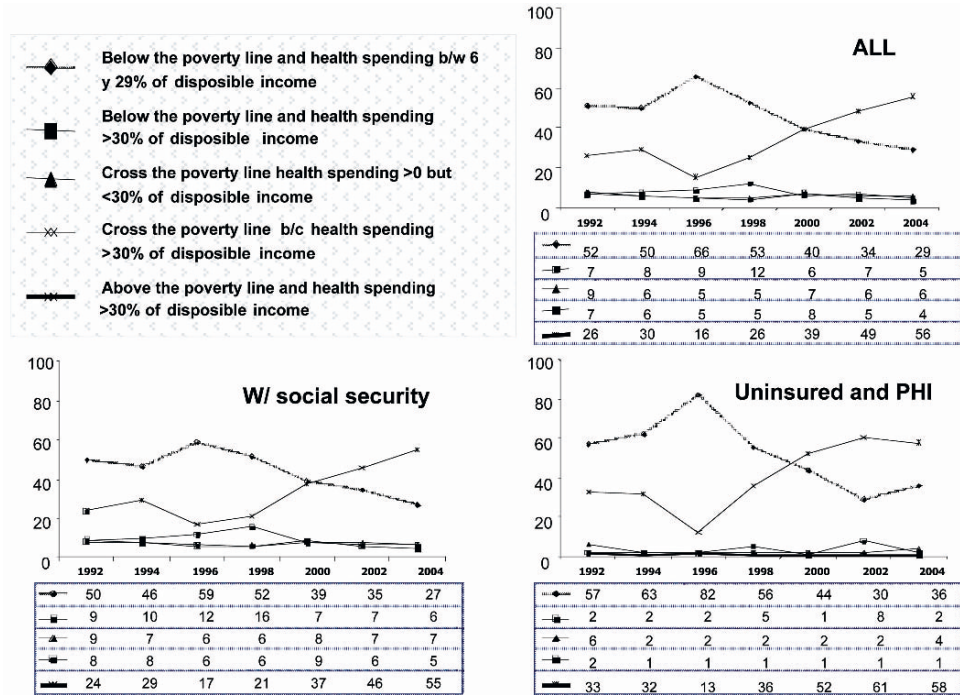 Below the poverty line and health spending b/w 6
y 29% of disposible income
Below the poverty line and health spending
>30% of disposible income
Cross the poverty line health spending >0 but
<30% of disposible income
Cross the poverty line b/c health spending
>30% of disposible income
Above the poverty line and health spending
>30% of disposible income
ALL
100
80
60
40
20
0
1992 1994 1996 1998 2000 2002 2004
52 50 66 53 40 34 29
7 8 9 12 6 7 5
9 6 5 5 7 6 6
7 6 5 5 8 5 4
26 30 16 26 39 49 56
W/ social security
100
80
60
40
20
0
1992 1994 1996 1998 2000 2002 2004
50 46 59 52 39 35 27
9 10 12 16 7 7 6
9 7 6 6 8 7 7
8 8 6 6 9 6 5
24 29 17 21 37 46 55
Uninsured and PHI
100
80
60
40
20
0
1992 1994 1996 1998 2000 2002 2004
57 63 82 56 44 30 36
2 2 2 5 1 8 2
6 2 2 2 2 2 4
2 1 1 1 1 1 1
33 32 13 36 52 61 58